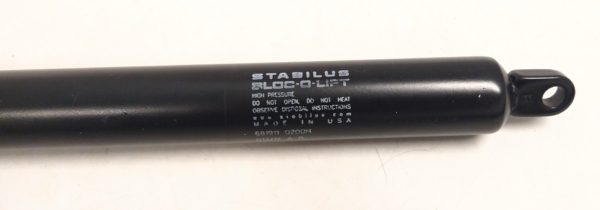 STABILUS
BLOC-O-LIFT
HIGH PRESSURE
DO NOT OPEN, DO NOT HEAT
OBSERVE DISPOSAL INSTRUCTIONS
www.stabilus.com
MADE IN USA
0200N